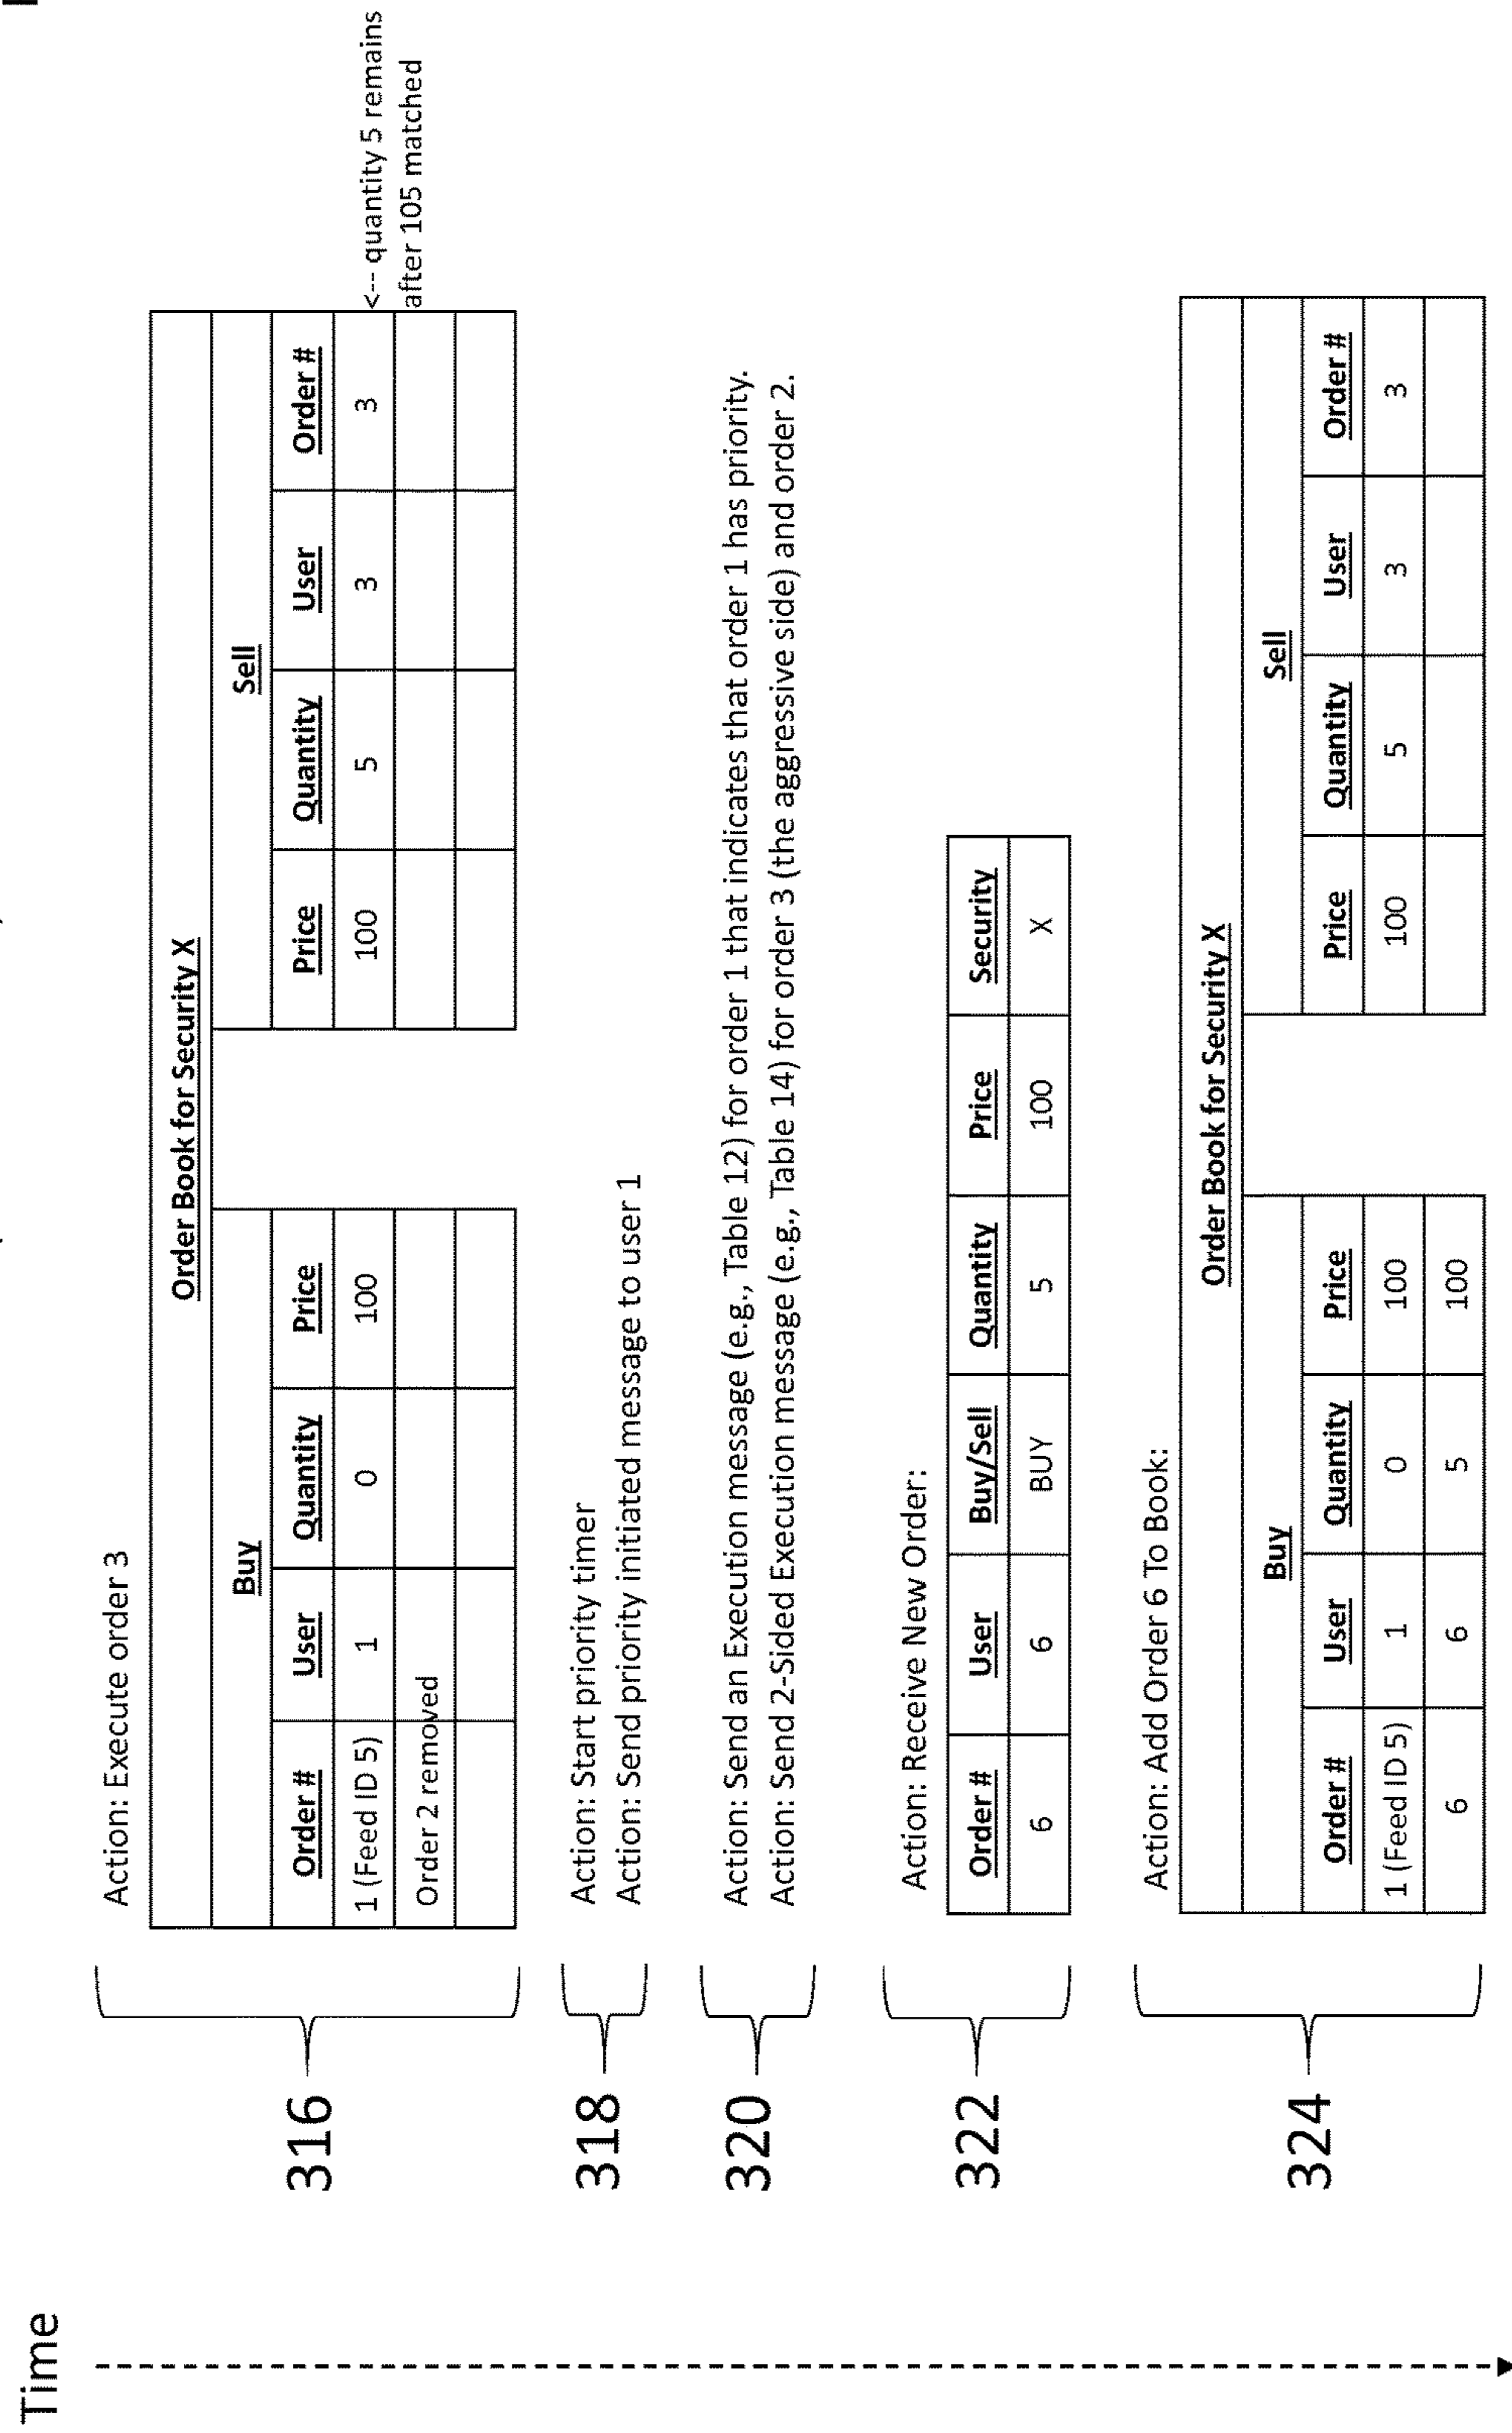 Time
316
Action: Execute order 3
Order Book for Security X
Buy Sell
Order # User Quantity Price Price Quantity User Order #
1 (Feed ID 5) 1 0 100 100 5 3 3 <-- quantity 5 remains
Order 2 removed after 105 matched
318
Action: Start priority timer
Action: Send priority initiated message to user 1
320
Action: Send an Execution message (e.g., Table 12) for order 1 that indicates that order 1 has priority.
Action: Send 2-Sided Execution message (e.g., Table 14) for order 3 (the aggressive side) and order 2.
322
Action: Receive New Order:
Order # User Buy/Sell Quantity Price Security
6 6 BUY 5 100 X
324
Action: Add Order 6 To Book:
Order Book for Security X
Buy Sell
Order # User Quantity Price Price Quantity User Order #
1 (Feed ID 5) 1 0 100 100 5 3 3
6 6 5 100